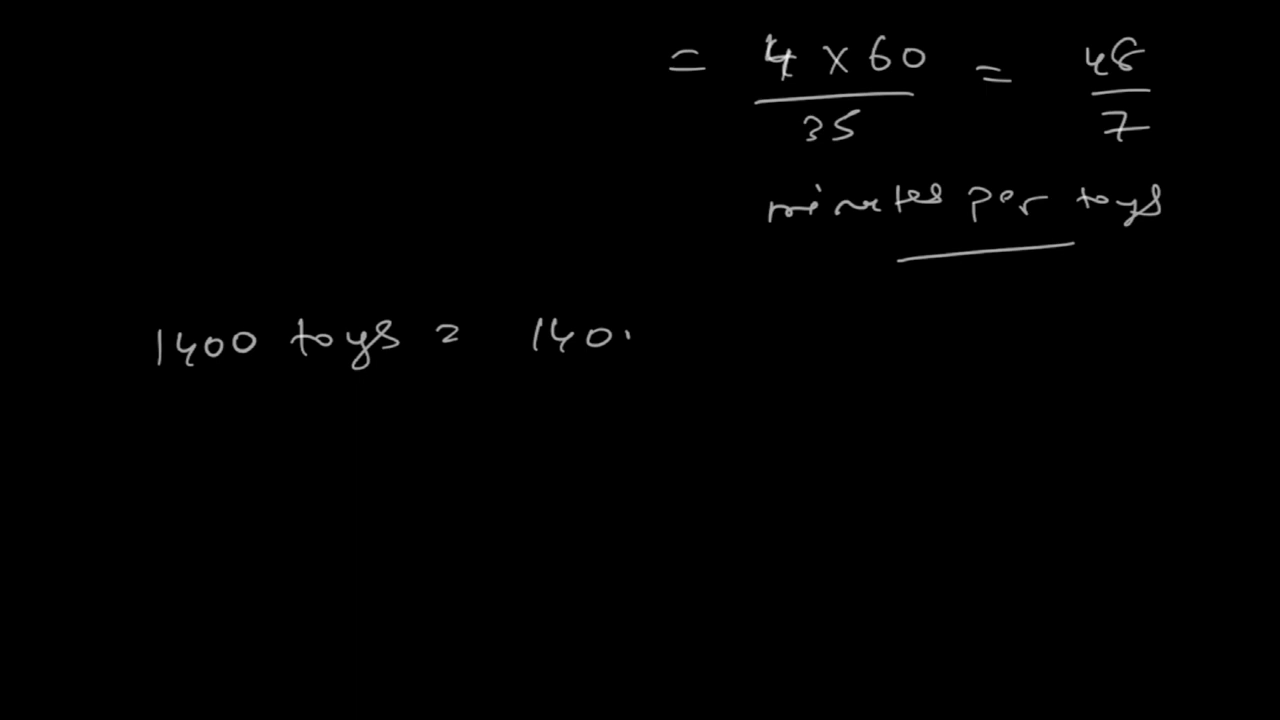 = 4 × 60 / 35 = 48 / 7
minutes per toys
1400 toys = 140